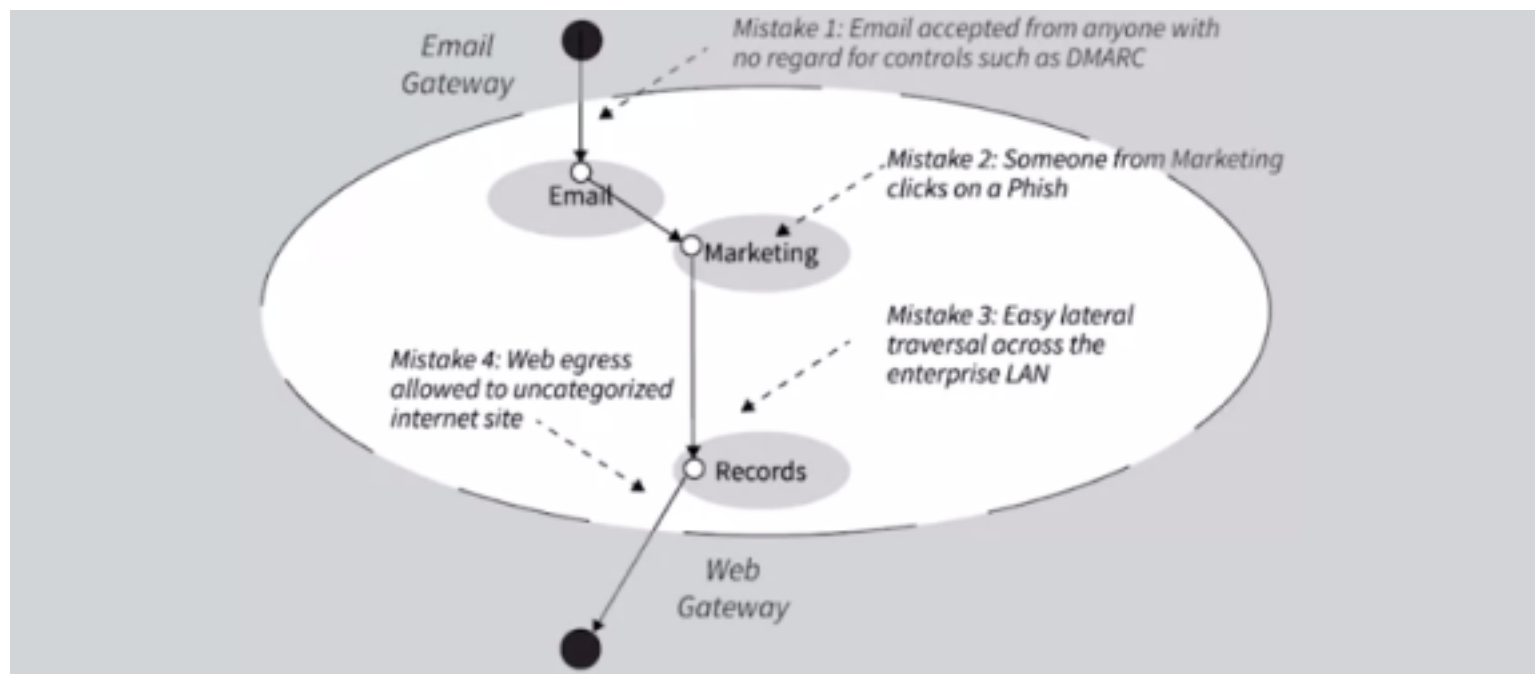 Email
Gateway
Mistake 1: Email accepted from anyone with
no regard for controls such as DMARC
Email
Mistake 2: Someone from Marketing
clicks on a Phish
Marketing
Mistake 3: Easy lateral
traversal across the
enterprise LAN
Mistake 4: Web egress
allowed to uncategorized
internet site
Records
Web
Gateway